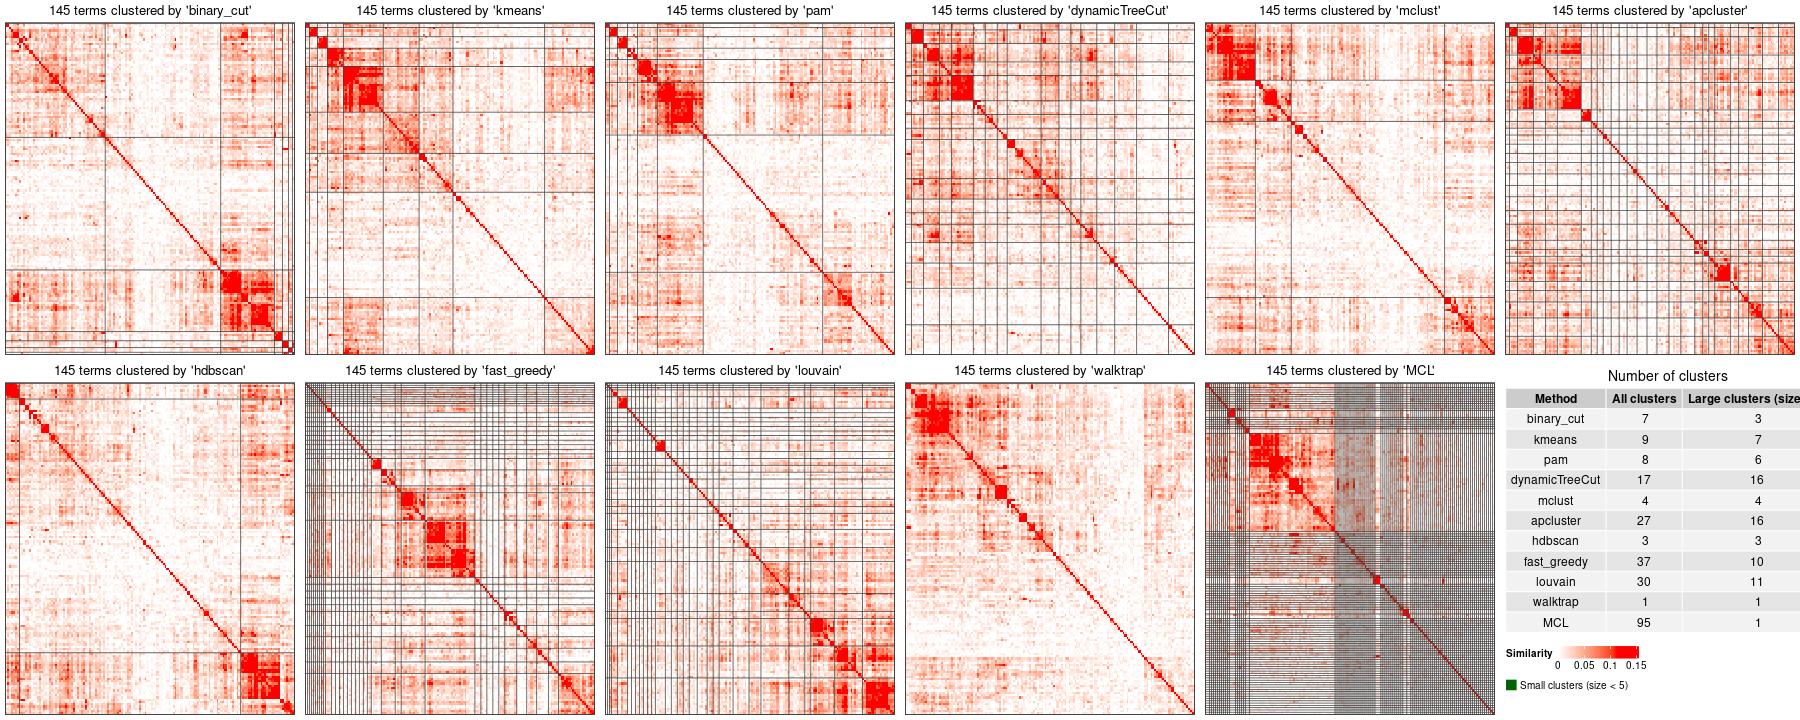 145 terms clustered by 'binary_cut'
145 terms clustered by 'kmeans'
145 terms clustered by 'pam'
145 terms clustered by 'dynamicTreeCut'
145 terms clustered by 'mclust'
145 terms clustered by 'apcluster'
145 terms clustered by 'hdbscan'
145 terms clustered by 'fast_greedy'
145 terms clustered by 'louvain'
145 terms clustered by 'walktrap'
145 terms clustered by 'MCL'
Number of clusters
Method All clusters Large clusters (size
binary_cut 7 3
kmeans 9 7
pam 8 6
dynamicTreeCut 17 16
mclust 4 4
apcluster 27 16
hdbscan 3 3
fast_greedy 37 10
louvain 30 11
walktrap 1 1
MCL 95 1
Similarity
0 0.05 0.1 0.15
Small clusters (size < 5)